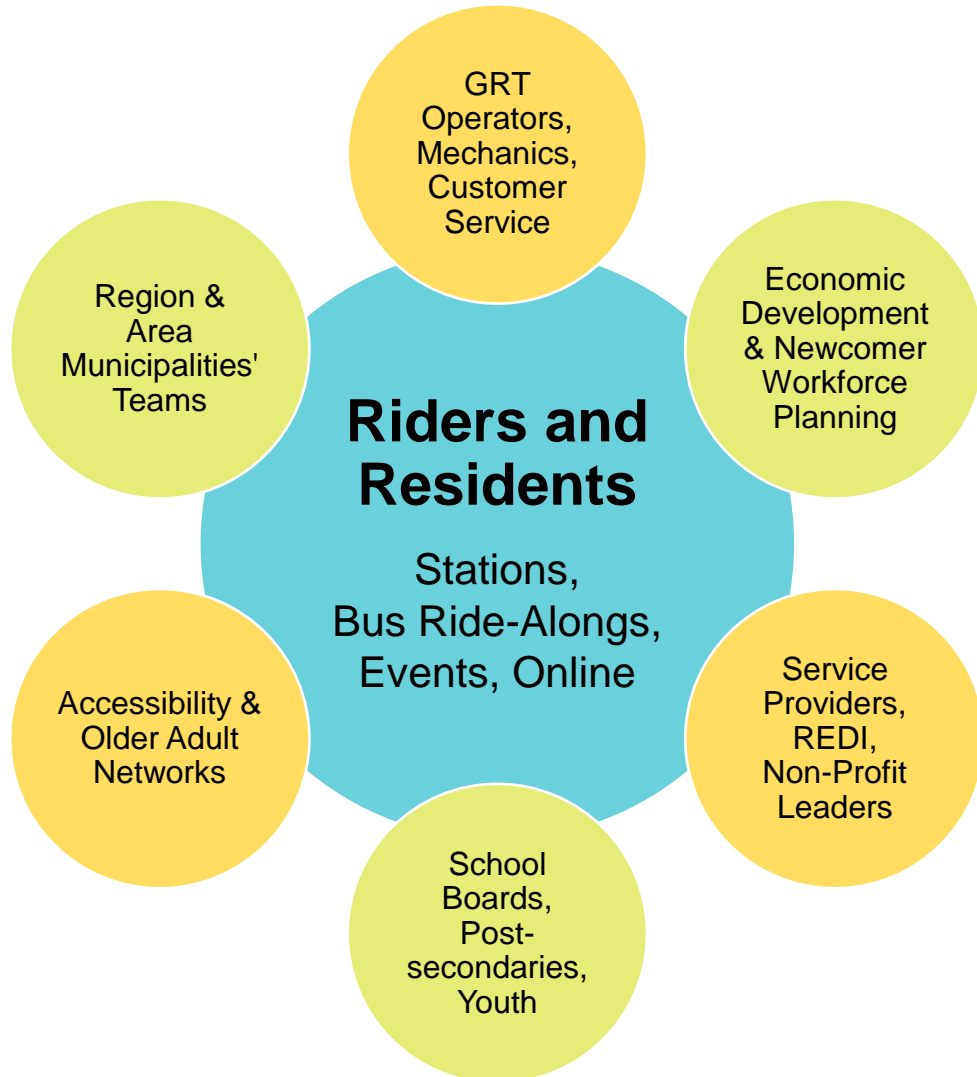 GRT
Operators,
Mechanics,
Customer
Service
Economic
Development
& Newcomer
Workforce
Planning
Region &
Area
Municipalities'
Teams
Riders and
Residents
Stations,
Bus Ride-Alongs,
Events, Online
Service
Providers,
REDI,
Non-Profit
Leaders
Accessibility &
Older Adult
Networks
School
Boards,
Post-
secondaries,
Youth